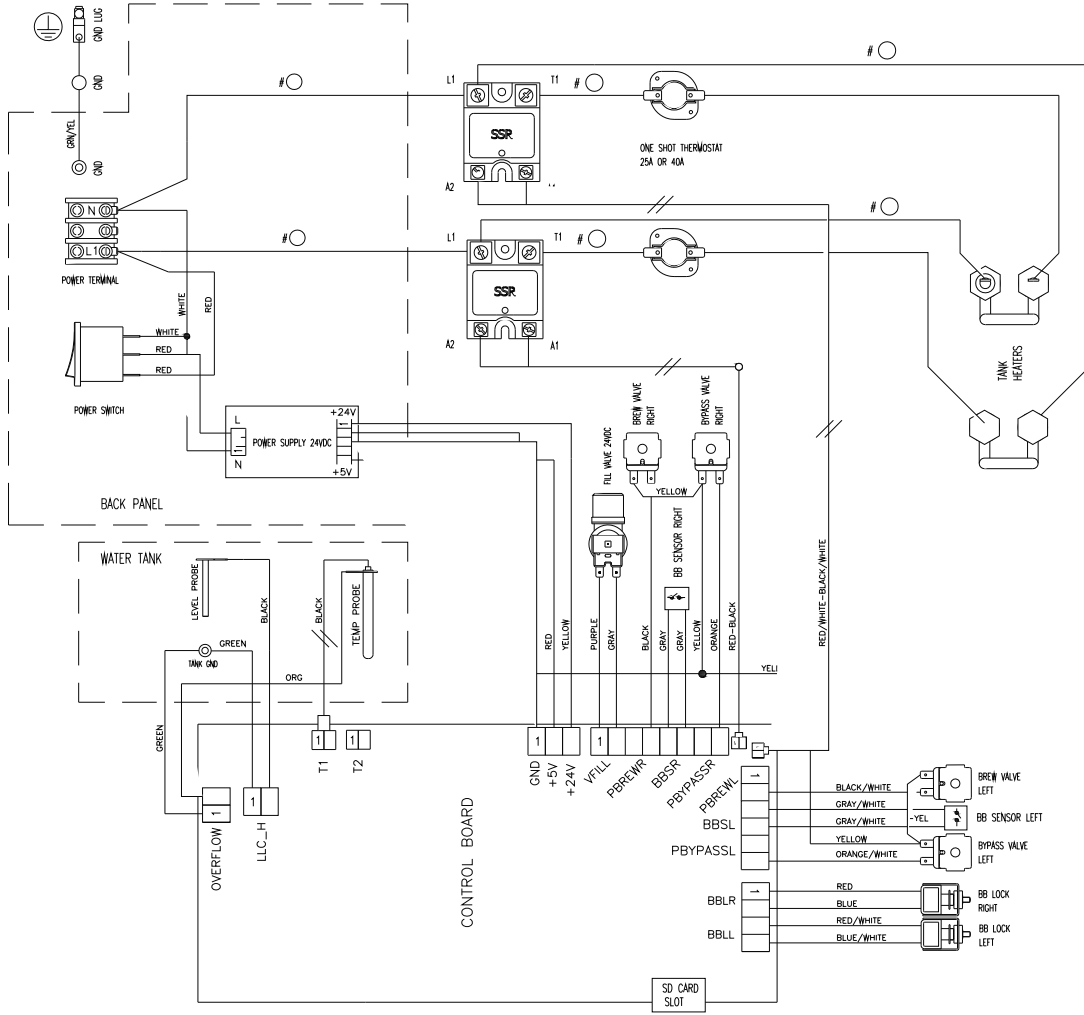 GND LUG
GND
GRN/YEL
GND
N
L1
POWER TERMINAL
WHITE
RED
WHITE
RED
RED
POWER SWITCH
L
N
POWER SUPPLY 24VDC
+24V
+5V
BACK PANEL
#
#
L1
T1
SSR
A2
#
ONE SHOT THERMOSTAT
25A OR 40A
#
L1
T1
SSR
A2
A1
#
#
TANK
HEATERS
WATER TANK
LEVEL PROBE
BLACK
BLACK
TEMP PROBE
GREEN
TANK GND
ORG
GREEN
FILL VALVE 24VDC
BREW VALVE
RIGHT
BYPASS VALVE
RIGHT
YELLOW
BB SENSOR RIGHT
RED
YELLOW
PURPLE
GRAY
BLACK
GRAY
GRAY
YELLOW
ORANGE
RED-BLACK
RED/WHITE-BLACK/WHITE
YEL
1
T1
1
T2
1
OVERFLOW
1
LLC_H
1
GND
+5V
+24V
1
VFILL
PBREWR
BBSR
PBYPASSR
PBREWL
1
BBSL
PBYPASSL
BLACK/WHITE
GRAY/WHITE
GRAY/WHITE
-YEL
YELLOW
ORANGE/WHITE
BREW VALVE
LEFT
BB SENSOR LEFT
BYPASS VALVE
LEFT
1
BBLR
BBLL
RED
BLUE
RED/WHITE
BLUE/WHITE
BB LOCK
RIGHT
BB LOCK
LEFT
CONTROL BOARD
SD CARD
SLOT